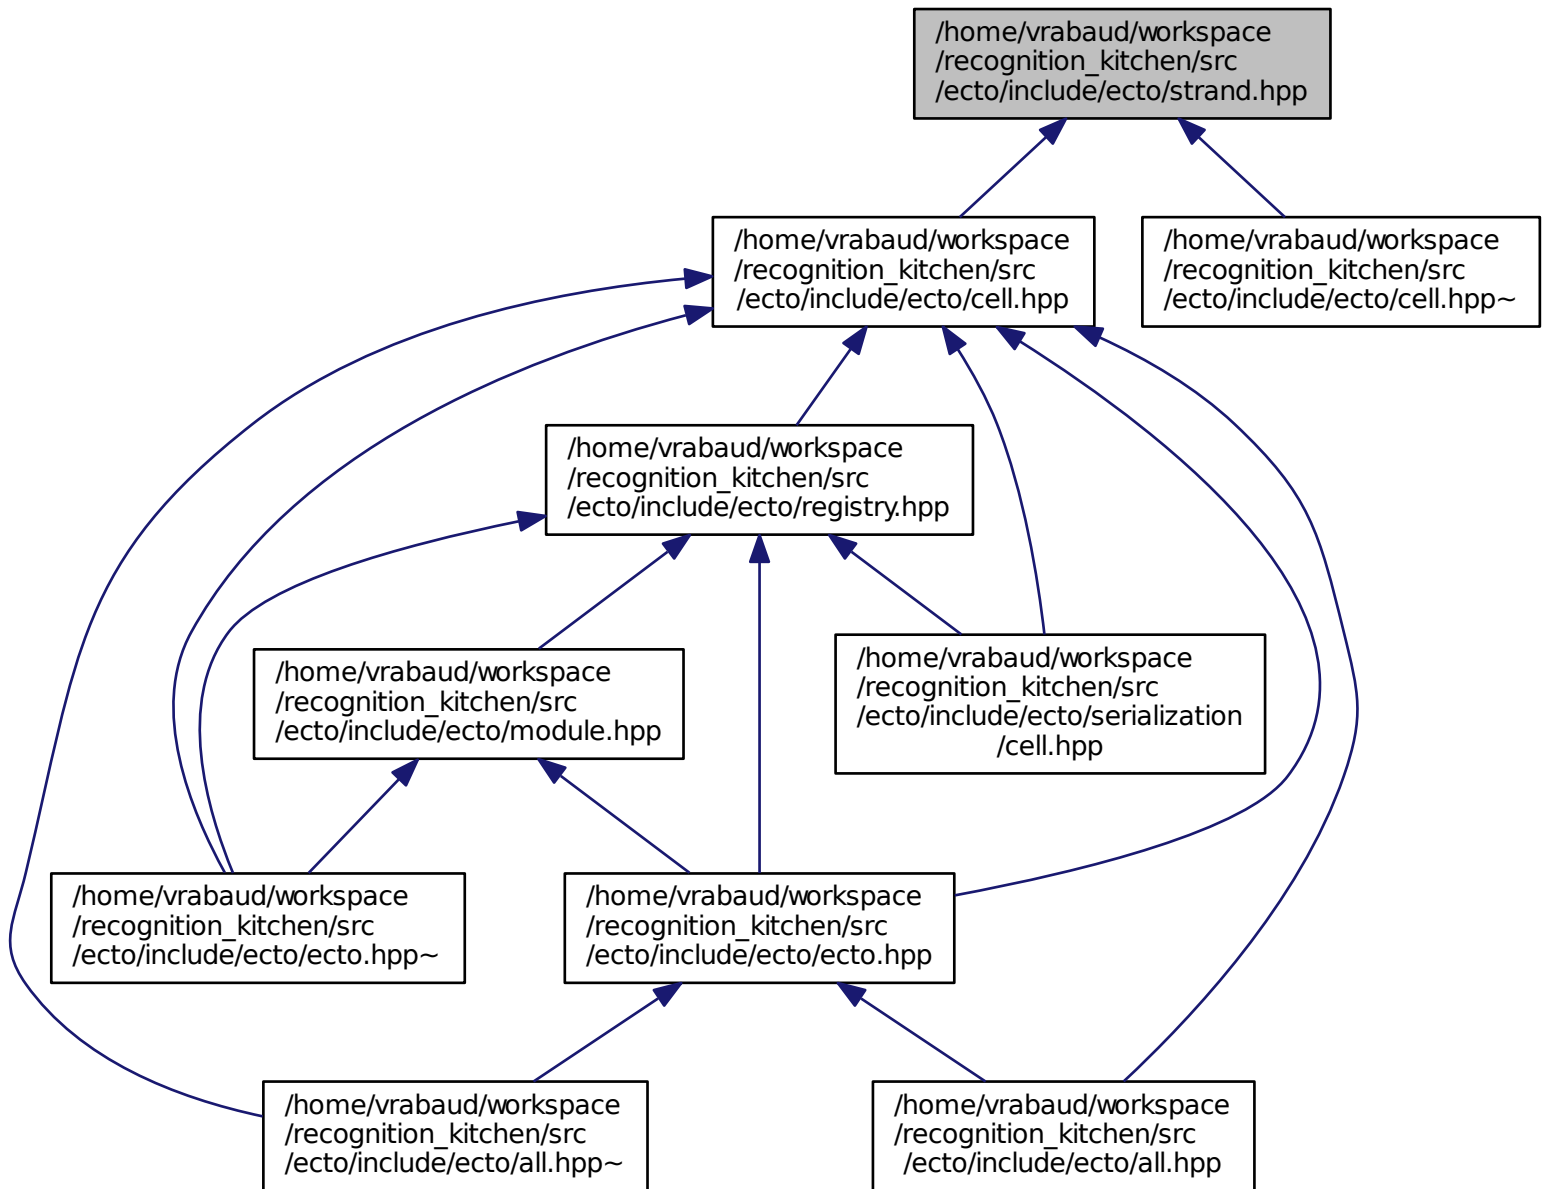 /home/vrabaud/workspace
/recognition_kitchen/src
/ecto/include/ecto/strand.hpp
/home/vrabaud/workspace
/recognition_kitchen/src
/ecto/include/ecto/cell.hpp
/home/vrabaud/workspace
/recognition_kitchen/src
/ecto/include/ecto/cell.hpp~
/home/vrabaud/workspace
/recognition_kitchen/src
/ecto/include/ecto/registry.hpp
/home/vrabaud/workspace
/recognition_kitchen/src
/ecto/include/ecto/module.hpp
/home/vrabaud/workspace
/recognition_kitchen/src
/ecto/include/ecto/serialization
/cell.hpp
/home/vrabaud/workspace
/recognition_kitchen/src
/ecto/include/ecto/ecto.hpp~
/home/vrabaud/workspace
/recognition_kitchen/src
/ecto/include/ecto/ecto.hpp
/home/vrabaud/workspace
/recognition_kitchen/src
/ecto/include/ecto/all.hpp~
/home/vrabaud/workspace
/recognition_kitchen/src
/ecto/include/ecto/all.hpp